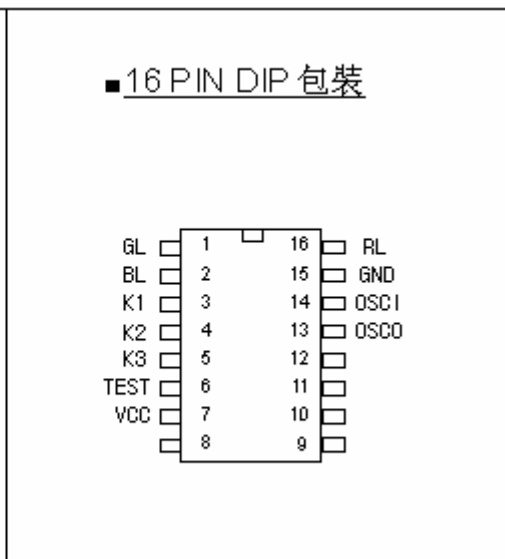 ■16 PIN DIP 包裝
GL 1 16 RL
BL 2 15 GND
K1 3 14 OSCI
K2 4 13 OSCO
K3 5 12
TEST 6 11
VCC 7 10
8 9